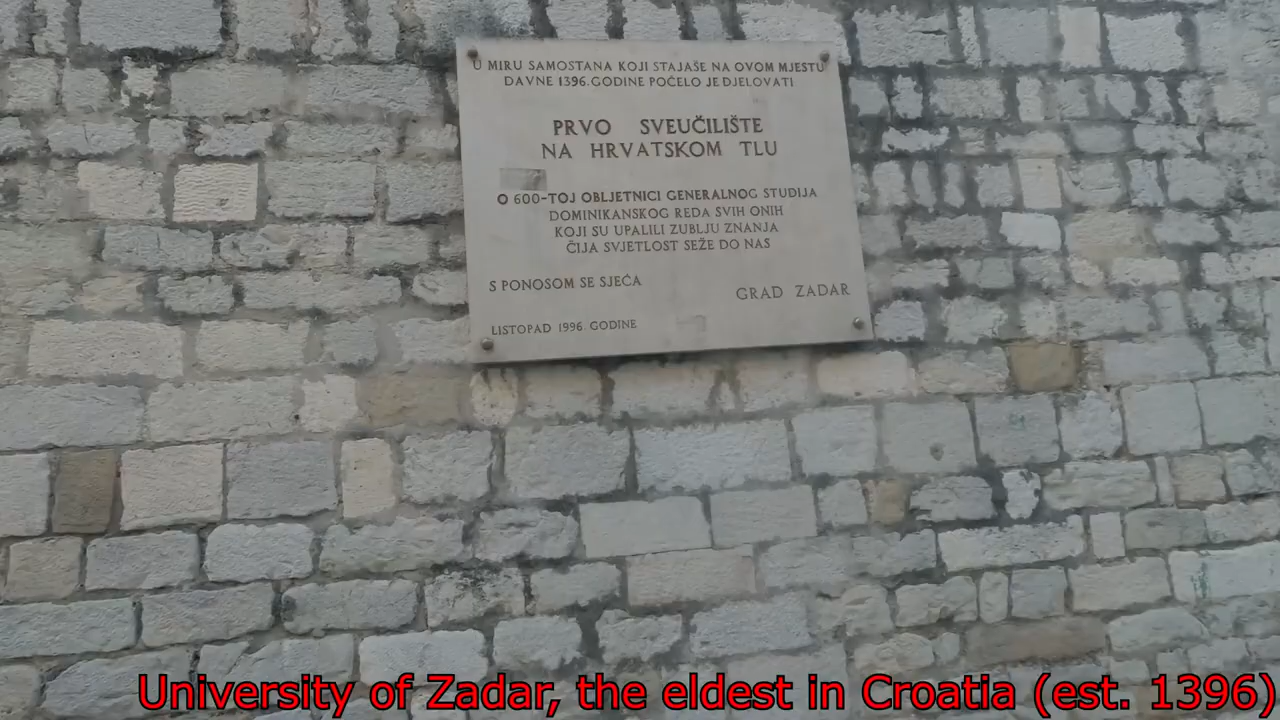 U MIRU SAMOSTANA KOJI STAJAŠE NA OVOM MJESTU
DAVNE 1396. GODINE POČELO JE DJELOVATI
PRVO SVEUČILIŠTE
NA HRVATSKOM TLU
O 600-TOJ OBLJETNICI GENERALNOG STUDIJA
DOMINIKANSKOG REDA SVIH ONIH
KOJI SU UPALILI ZUBLJU ZNANJA
ČIJA SVJETLOST SEŽE DO NAS
S PONOSOM SE SJEĆA
GRAD ZADAR
LISTOPAD 1996. GODINE
University of Zadar, the eldest in Croatia (est. 1396)